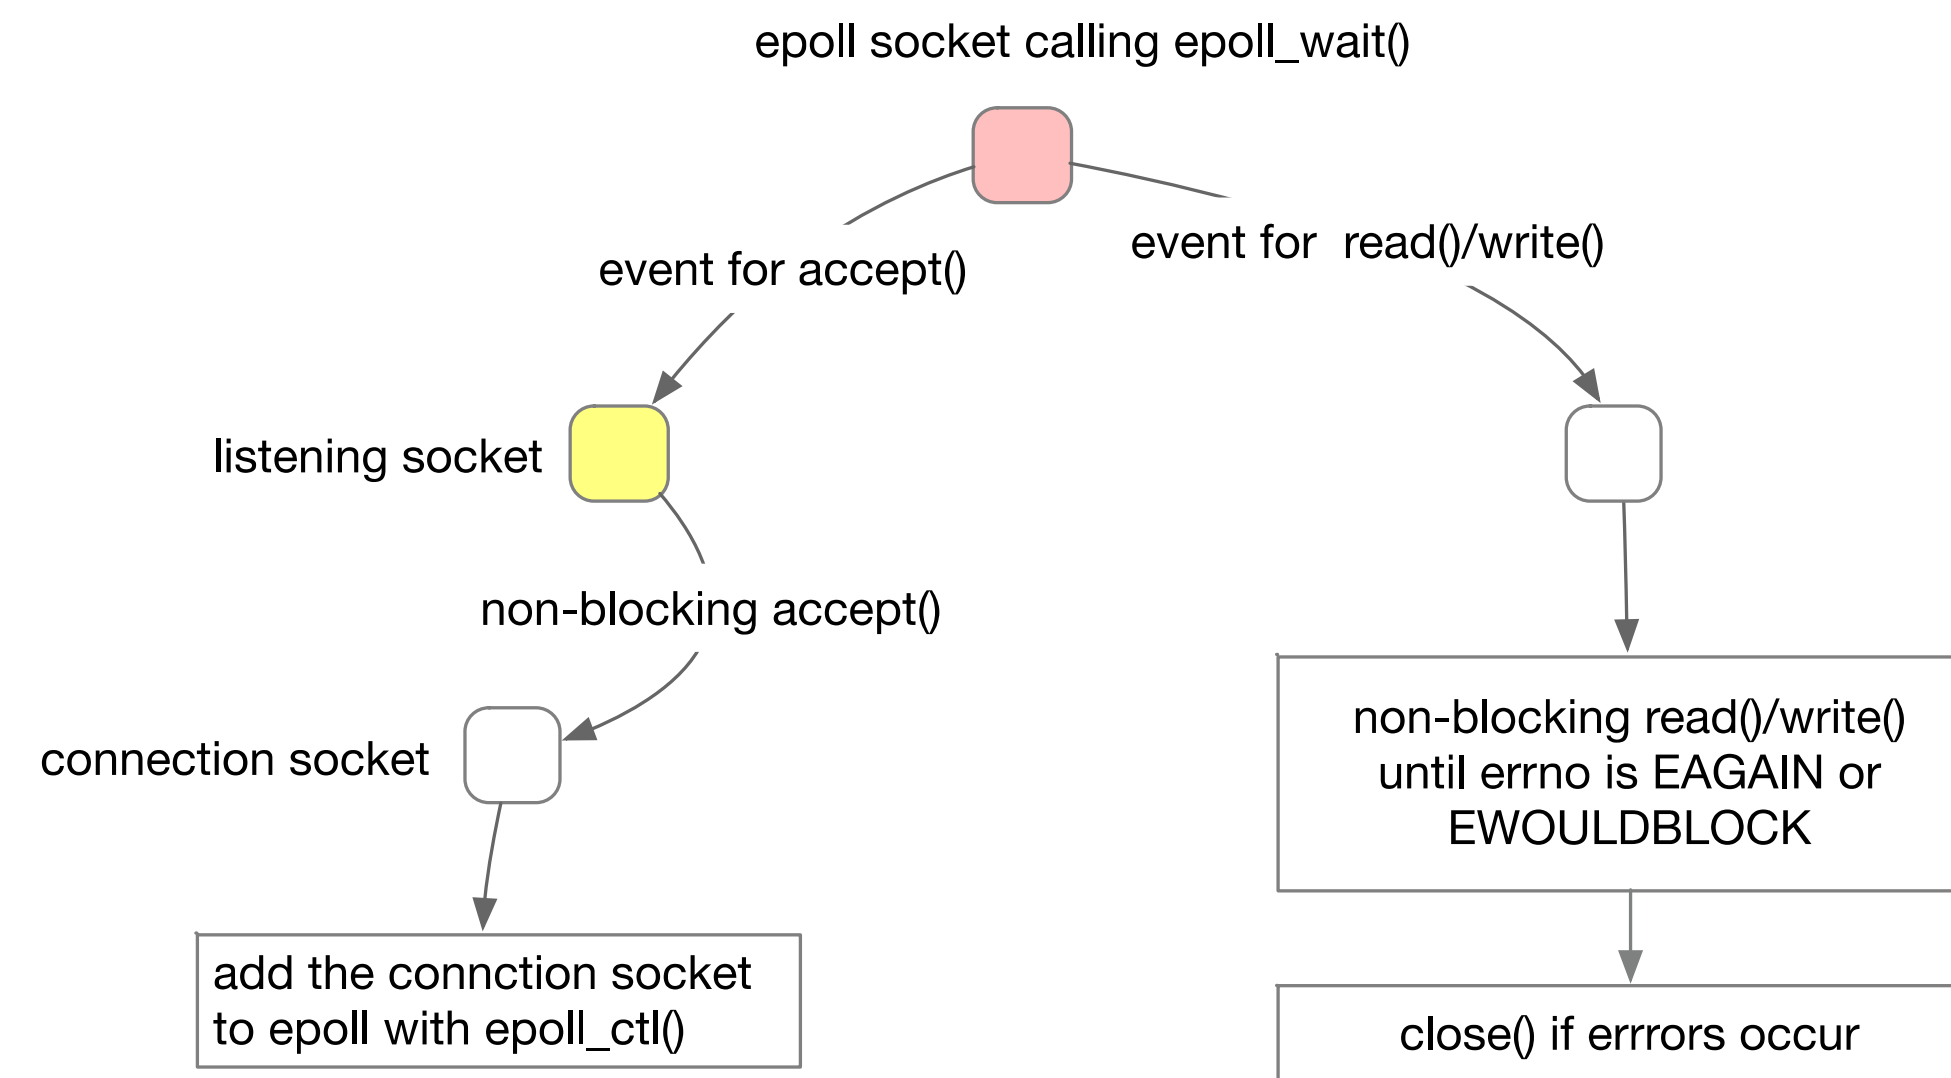 epoll socket calling epoll_wait()
event for accept()
event for  read()/write()
listening socket
non-blocking accept()
connection socket
add the connction socket
to epoll with epoll_ctl()
non-blocking read()/write()
until errno is EAGAIN or
EWOULDBLOCK
close() if errrors occur